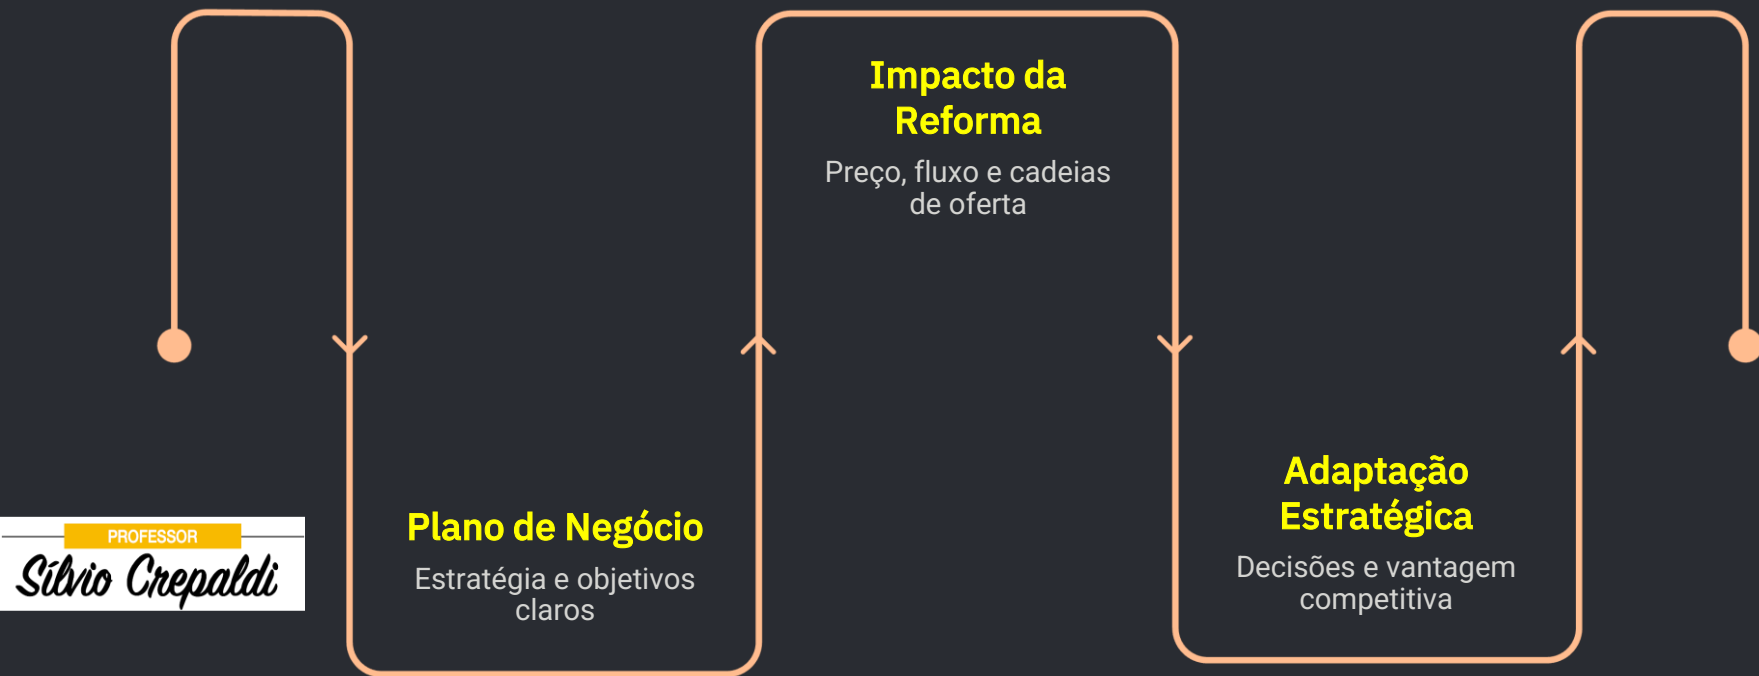 Impacto da
Reforma
Preço, fluxo e cadeias
de oferta
Adaptação
Estratégica
Decisões e vantagem
competitiva
Plano de Negócio
Estratégia e objetivos
claros
PROFESSOR
Sílvio Crepaldi